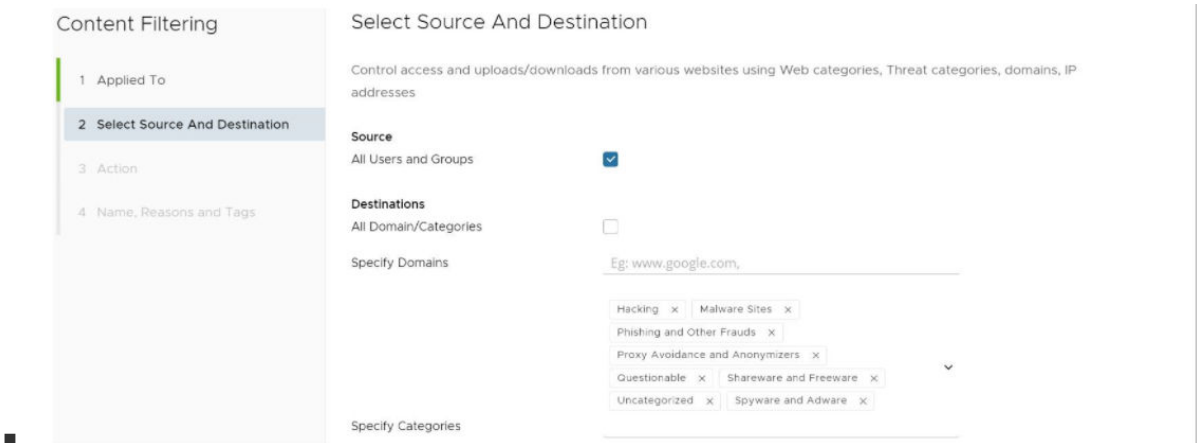 Content Filtering
1 Applied To
2 Select Source And Destination
3 Action
4 Name, Reasons and Tags
Select Source And Destination
Control access and uploads/downloads from various websites using Web categories, Threat categories, domains, IP
addresses
Source
All Users and Groups
Destinations
All Domain/Categories
Specify Domains
Eg: www.google.com,
Hacking x Malware Sites x
Phishing and Other Frauds x
Proxy Avoidance and Anonymizers x
Questionable x Shareware and Freeware x
Uncategorized x Spyware and Adware x
Specify Categories